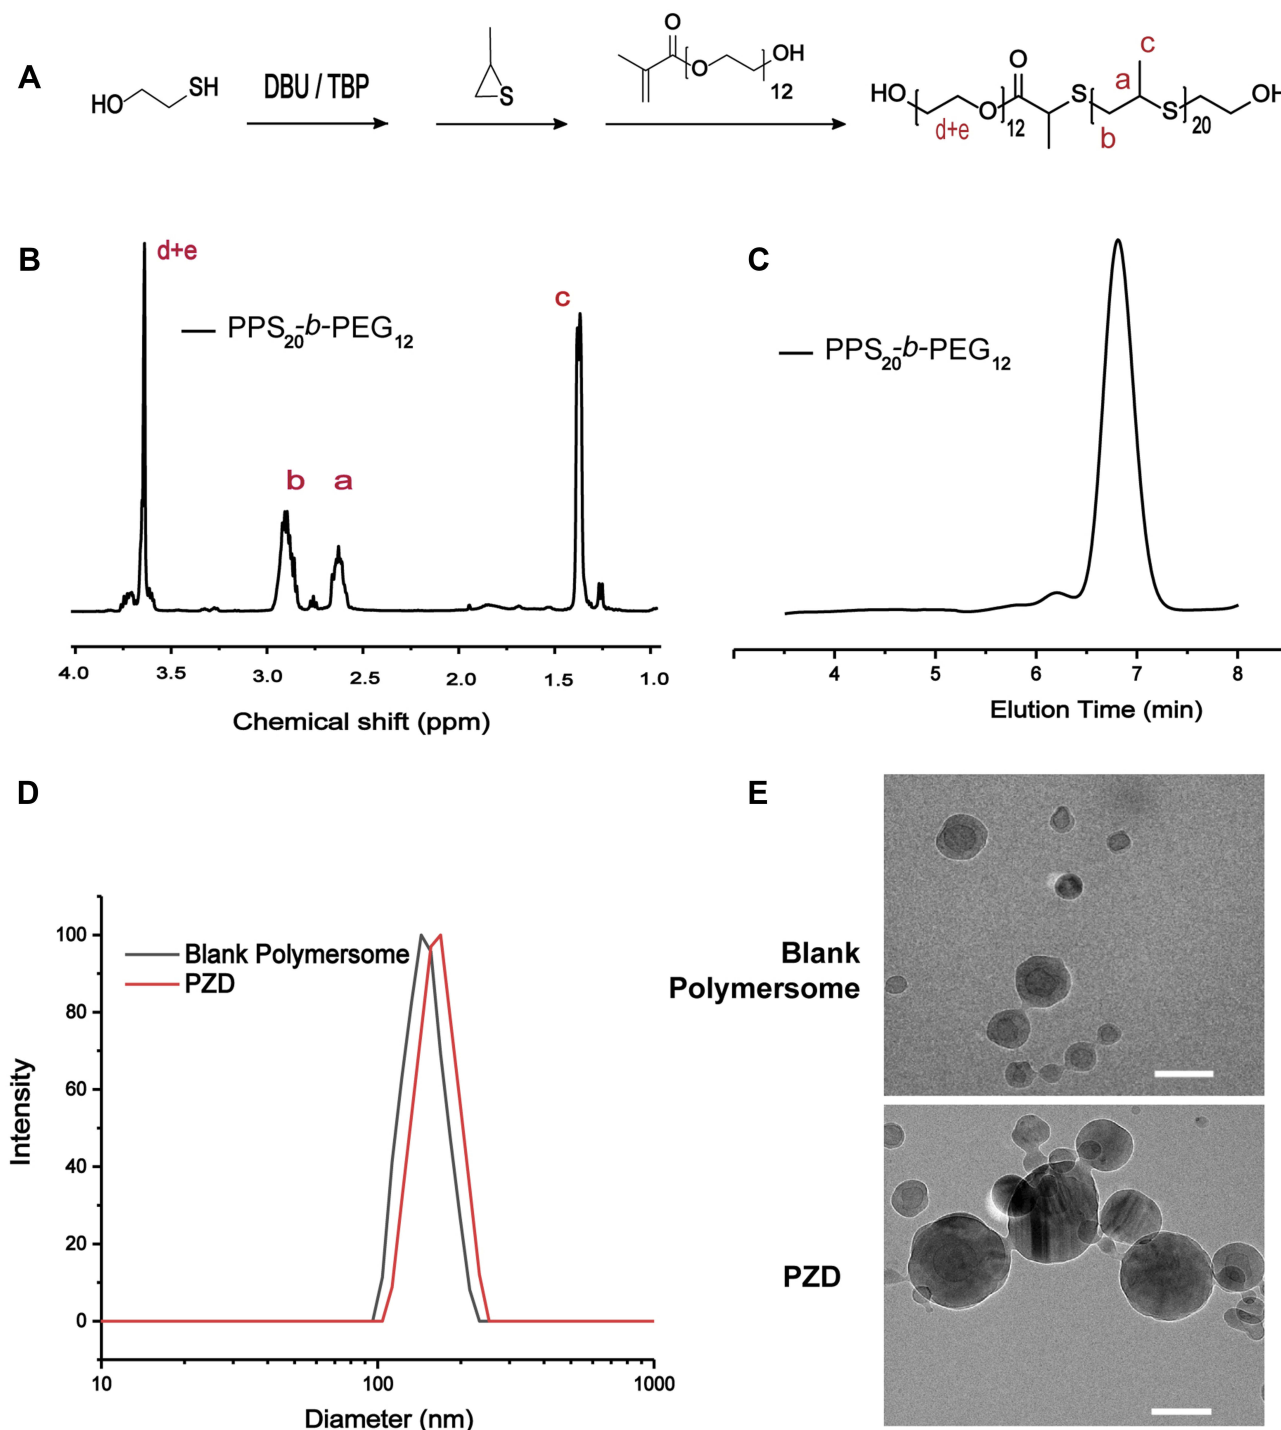 A
HO
SH
DBU / TBP
S
O
O
OH
12
HO
d+e
O
12
O
S
b
a
c
S
20
OH
B
d+e
PPS20-b-PEG12
b
a
c
4.0 3.5 3.0 2.5 2.0 1.5 1.0
Chemical shift (ppm)
C
PPS20-b-PEG12
4 5 6 7 8
Elution Time (min)
D
Blank Polymersome
PZD
100
80
60
40
20
0
Intensity
10 100 1000
Diameter (nm)
E
Blank
Polymersome
PZD